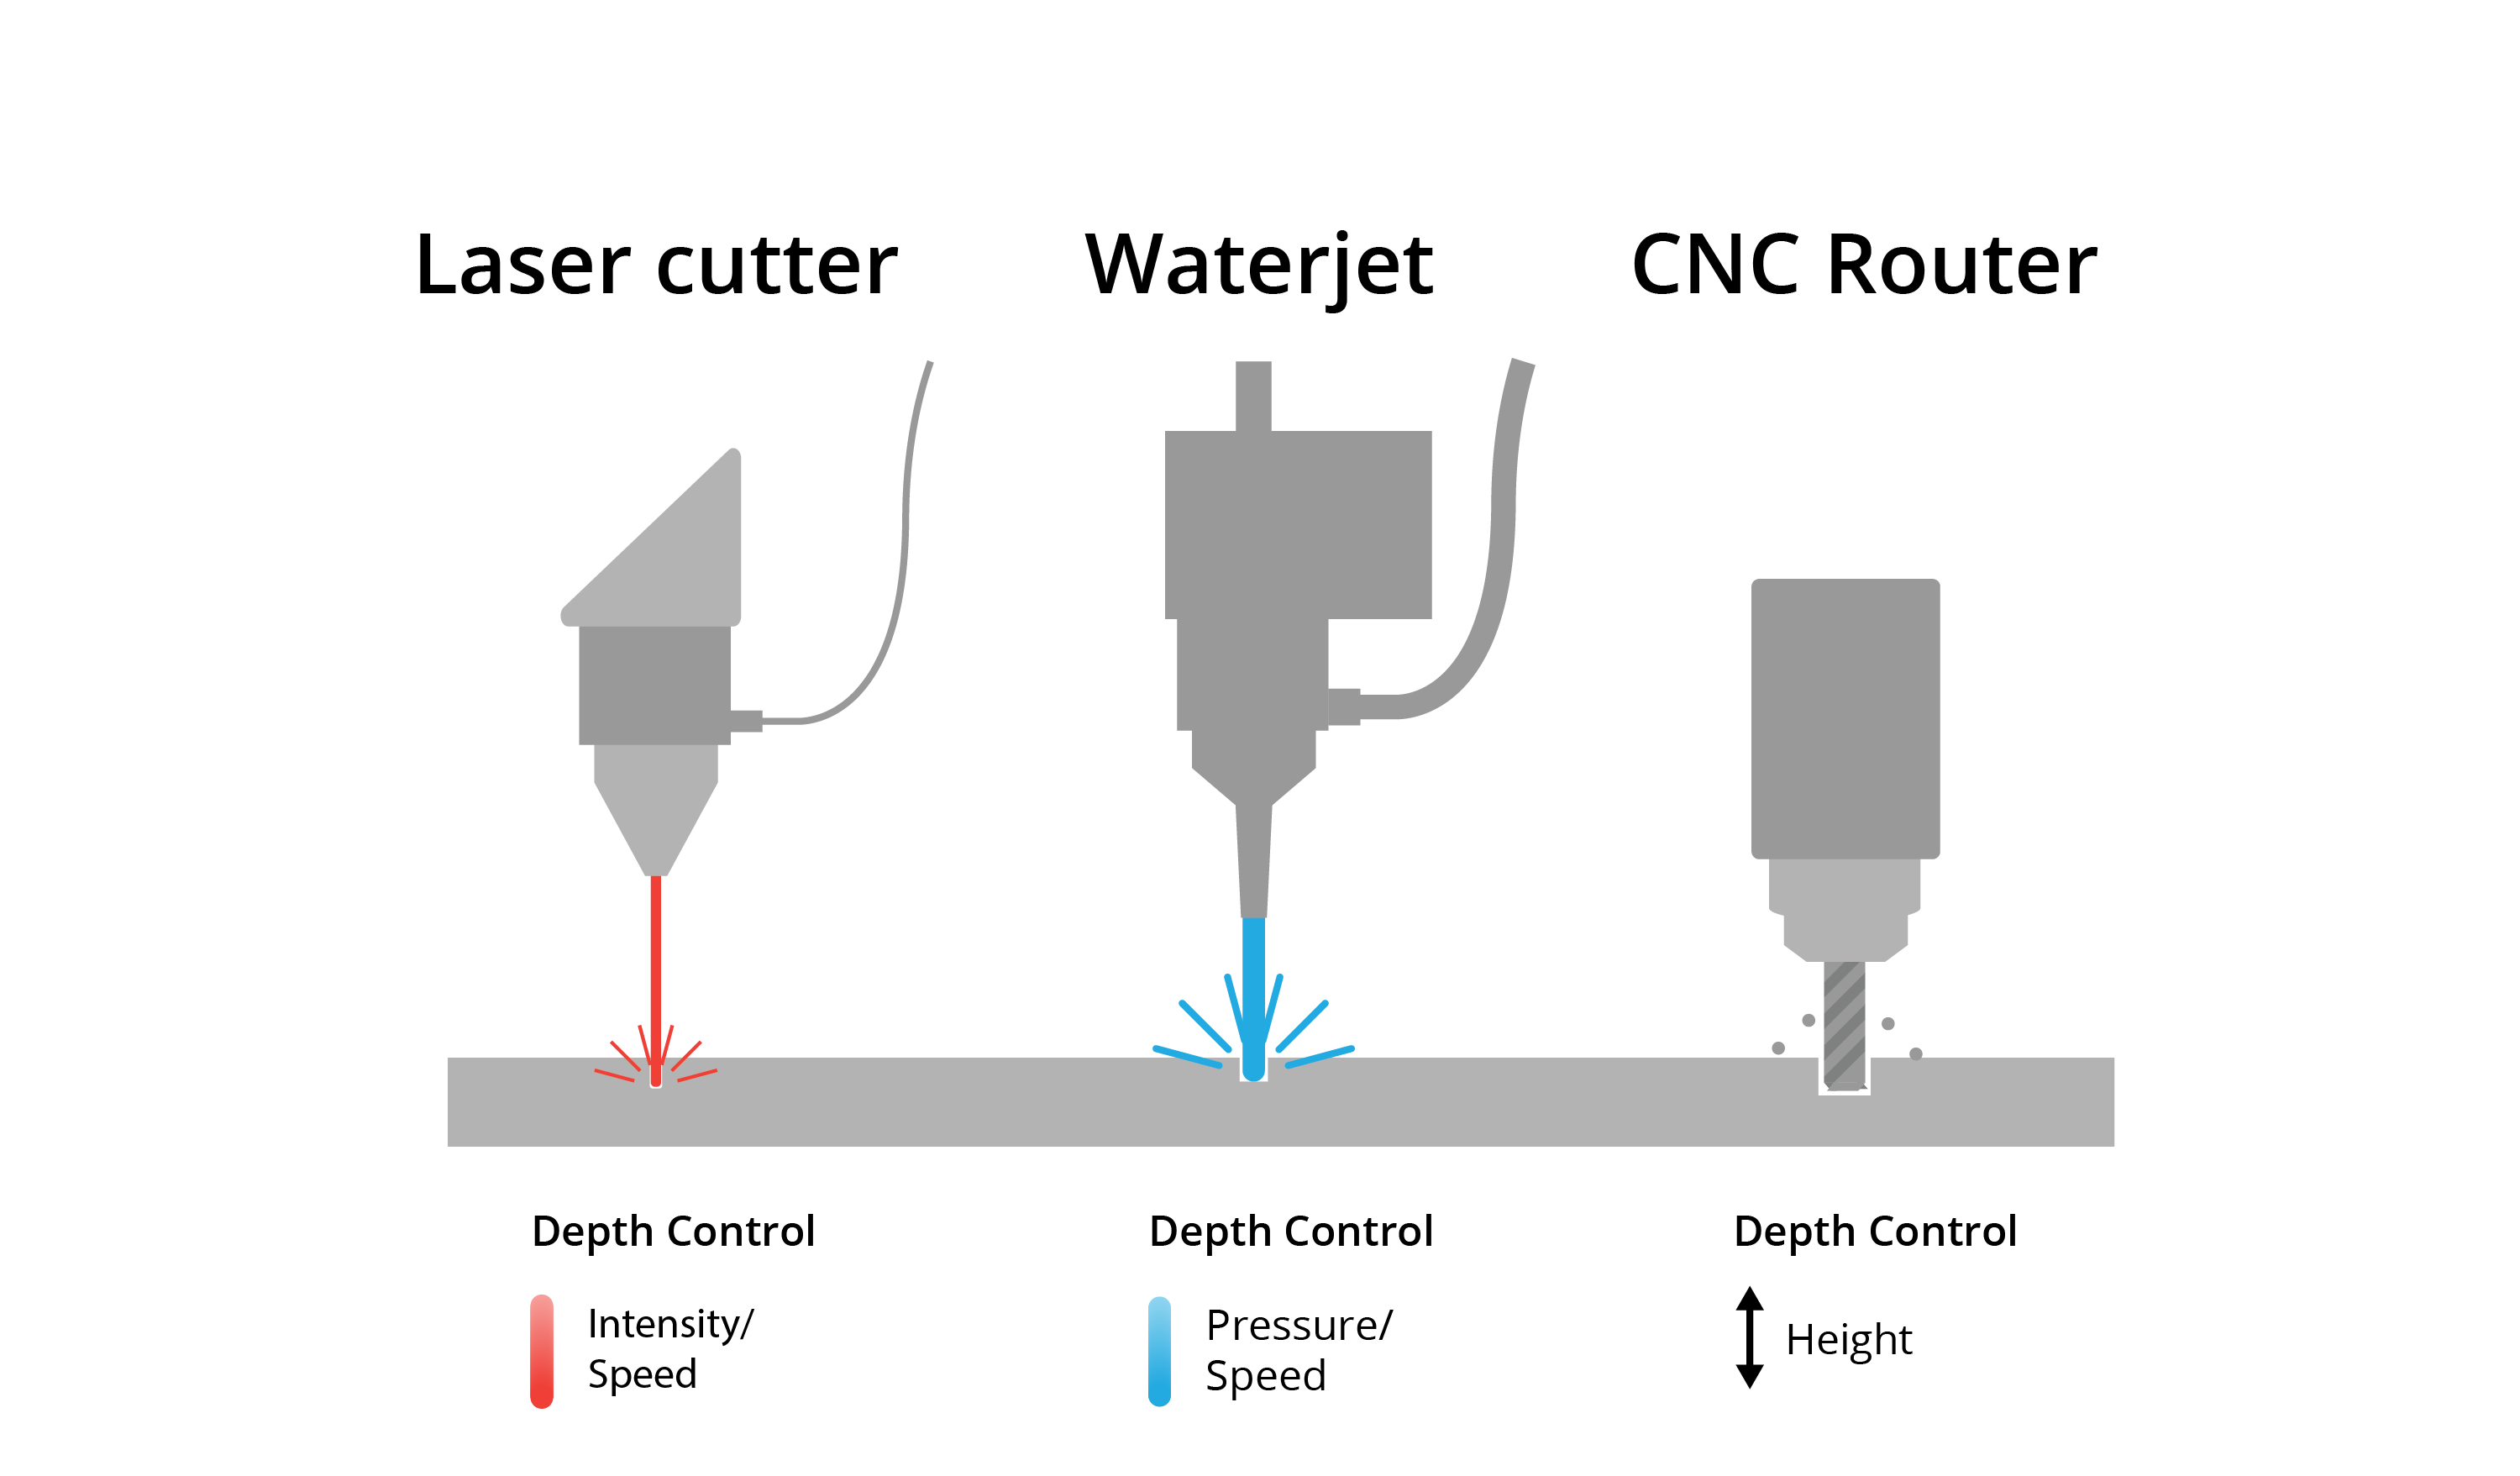 Laser cutter
Waterjet
CNC Router
Depth Control
Intensity/
Speed
Depth Control
Pressure/
Speed
Depth Control
Height